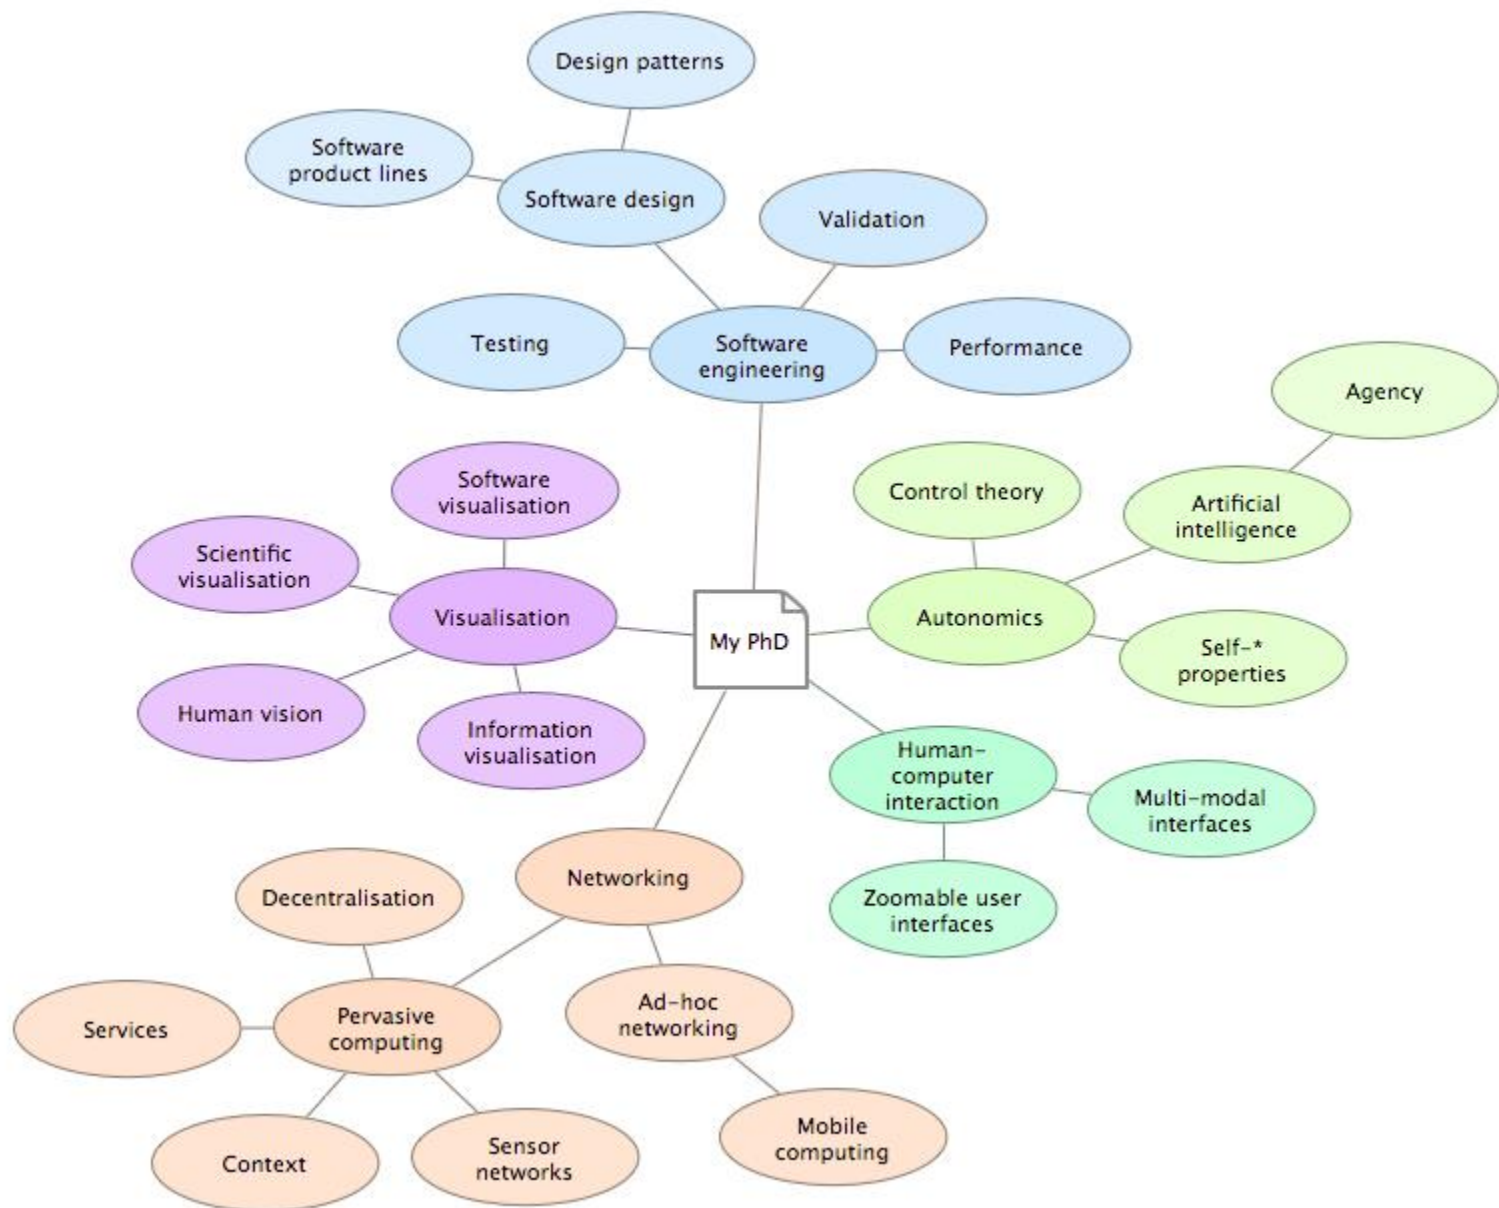 Design patterns
Software
product lines
Software design
Validation
Testing
Software
engineering
Performance
Agency
Software
visualisation
Control theory
Artificial
intelligence
Scientific
visualisation
Visualisation
My PhD
Autonomics
Self-*
properties
Human vision
Information
visualisation
Human-
computer
interaction
Multi-modal
interfaces
Networking
Zoomable user
interfaces
Decentralisation
Services
Pervasive
computing
Ad-hoc
networking
Context
Sensor
networks
Mobile
computing